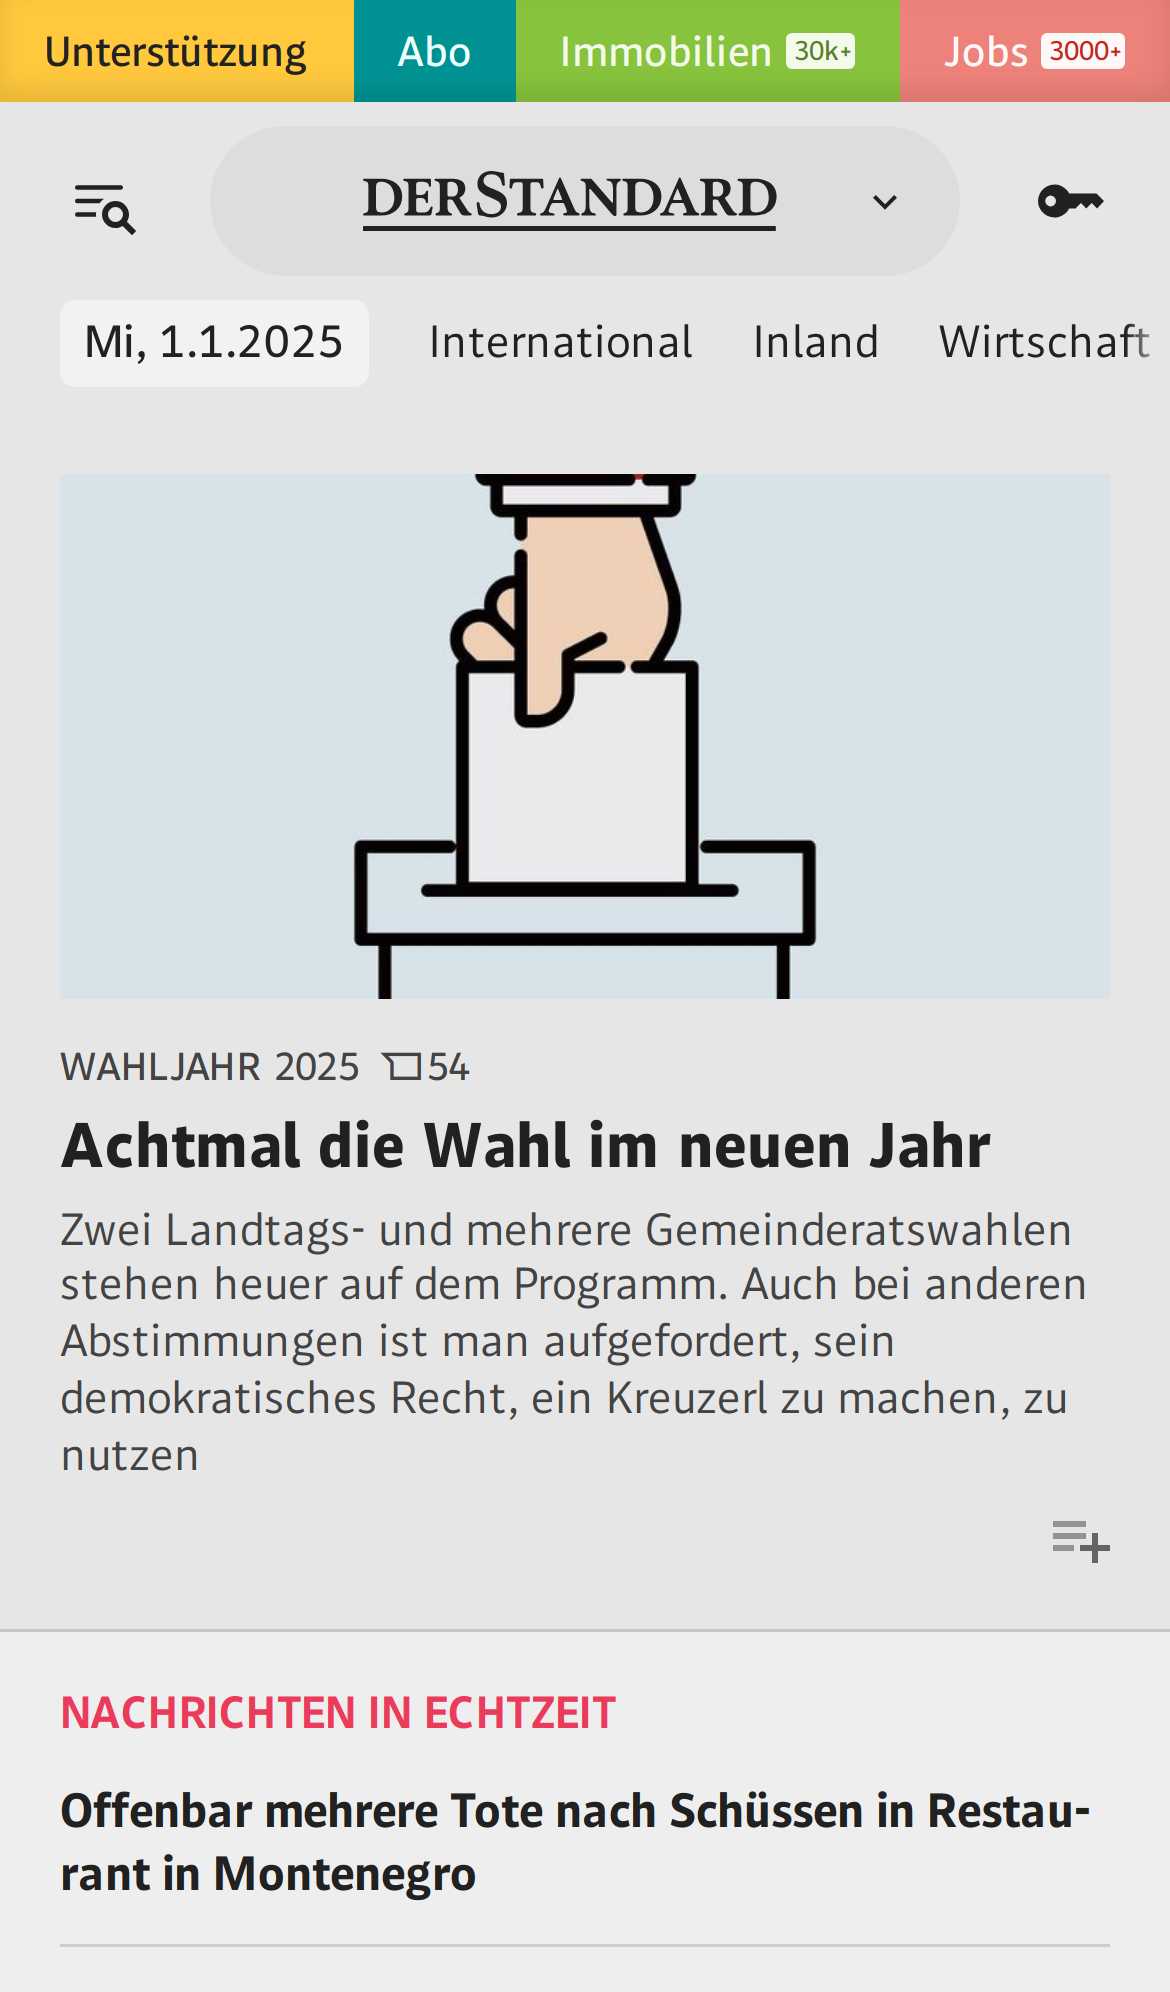 Unterstützung Abo Immobilien 30k+ Jobs 3000+
DERSTANDARD
Mi, 1.1.2025 International Inland Wirtschaft
WAHLJAHR 2025 54
Achtmal die Wahl im neuen Jahr
Zwei Landtags- und mehrere Gemeinderatswahlen
stehen heuer auf dem Programm. Auch bei anderen
Abstimmungen ist man aufgefordert, sein
demokratisches Recht, ein Kreuzerl zu machen, zu
nutzen
NACHRICHTEN IN ECHTZEIT
Offenbar mehrere Tote nach Schüssen in Restau-
rant in Montenegro